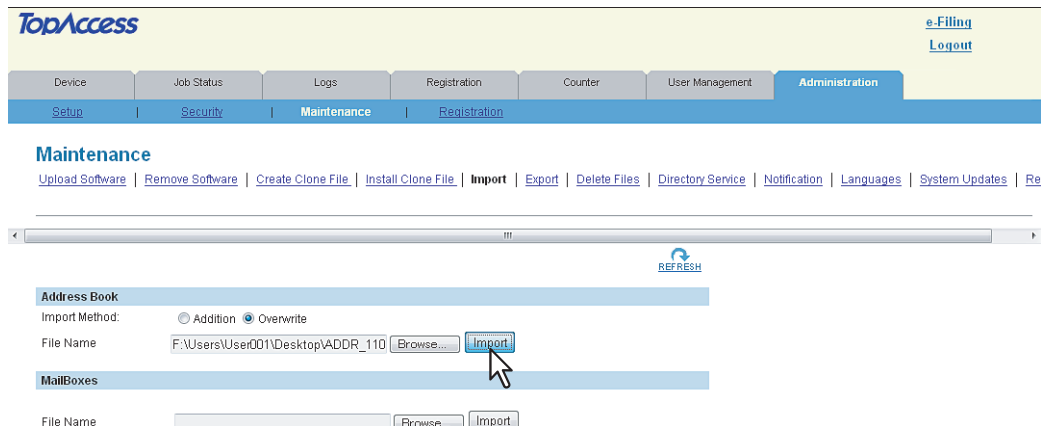 TopAccess
e-Filing
Logout
Device Job Status Logs Registration Counter User Management Administration
Setup | Security | Maintenance | Registration
Maintenance
Upload Software | Remove Software | Create Clone File | Install Clone File | Import | Export | Delete Files | Directory Service | Notification | Languages | System Updates | Re
REFRESH
Address Book
Import Method: Addition Overwrite
File Name F:\Users\User001\Desktop\ADDR_110 Browse... Import
MailBoxes
File Name Browse... Import